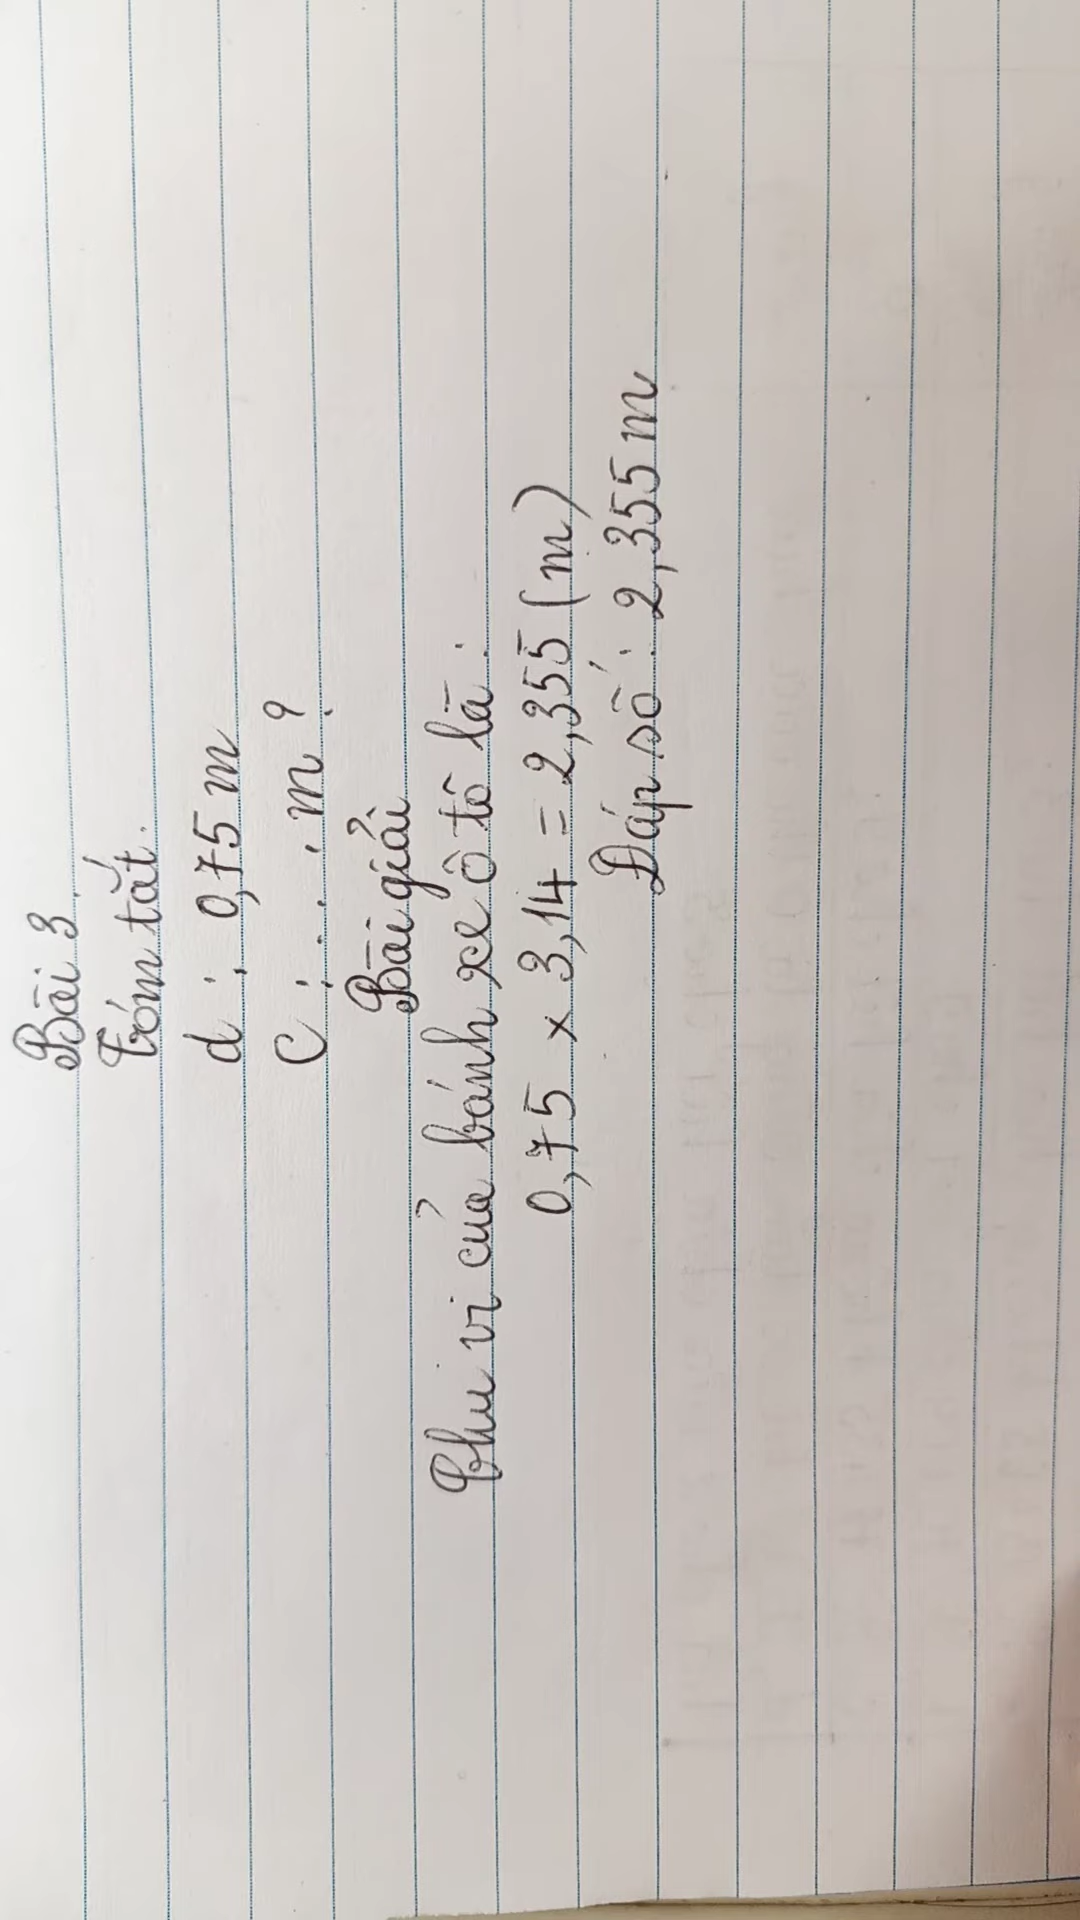 Bài 3.
Tóm tắt.
d : 0,75 m
C : . . . m ?
Bài giải
Chu vi của bánh xe ô tô là :
0,75 × 3,14 = 2,355 (m)
Đáp số : 2,355 m